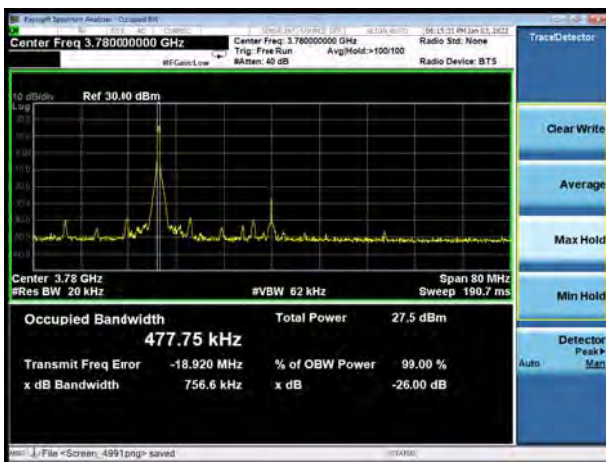 Keysight Spectrum Analyzer - Occupied BW
Center Freq 3.780000000 GHz
Center Freq: 3.780000000 GHz
Radio Std: None
Trig: Free Run
Avg|Hold:>100/100
#IFGain:Low
#Atten: 40 dB
Radio Device: BTS
Trace/Detector
10 dB/div
Ref 30.00 dBm
Log
Clear Write
Average
Max Hold
Min Hold
Center 3.78 GHz
Span 80 MHz
#Res BW 20 kHz
#VBW 62 kHz
Sweep 190.7 ms
Occupied Bandwidth
Total Power
27.5 dBm
477.75 kHz
Transmit Freq Error
-18.920 MHz
% of OBW Power
99.00 %
x dB Bandwidth
756.6 kHz
x dB
-26.00 dB
Detector
Peak
Auto
Man
File <Screen_4991png> saved
STATUS